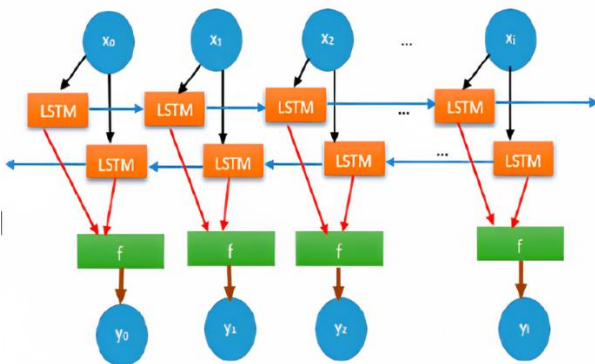 x₀ x₁ x₂ ... xᵢ
LSTM LSTM LSTM ... LSTM
LSTM LSTM LSTM ... LSTM
f f f f
y₀ y₁ y₂ yᵢ